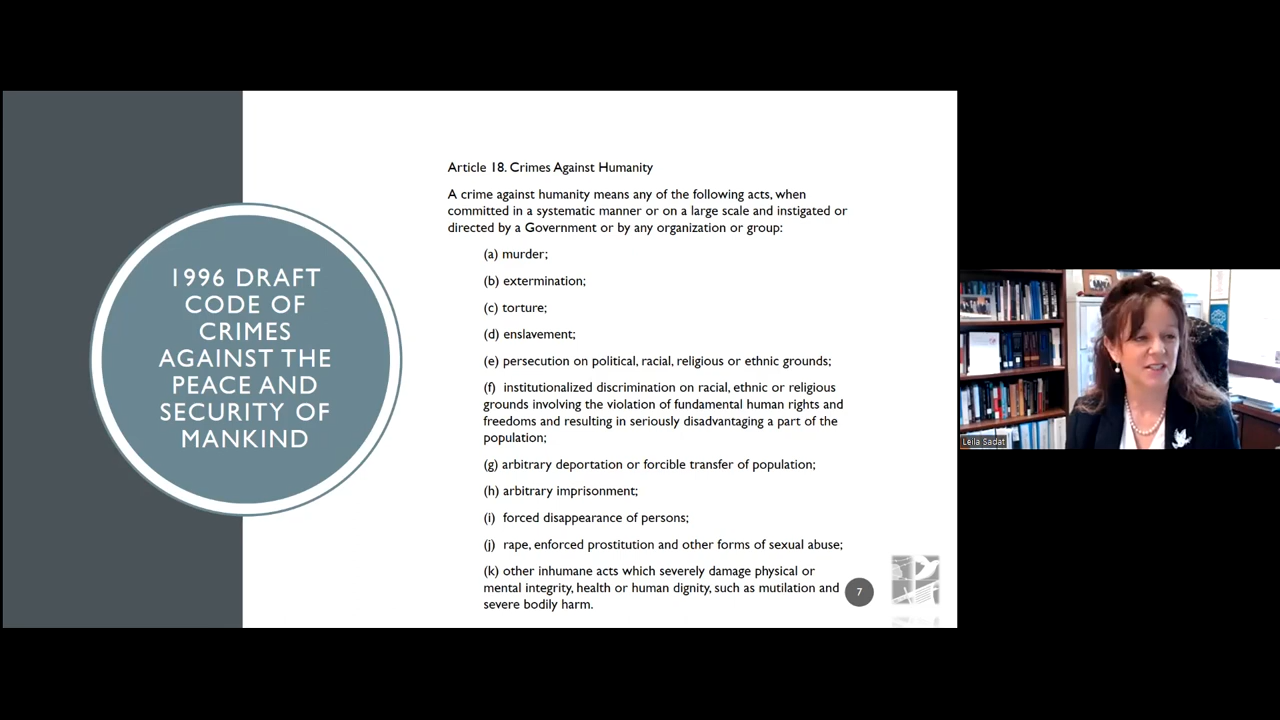 1996 DRAFT
CODE OF
CRIMES
AGAINST THE
PEACE AND
SECURITY OF
MANKIND
Article 18. Crimes Against Humanity
A crime against humanity means any of the following acts, when
committed in a systematic manner or on a large scale and instigated or
directed by a Government or by any organization or group:
(a) murder;
(b) extermination;
(c) torture;
(d) enslavement;
(e) persecution on political, racial, religious or ethnic grounds;
(f) institutionalized discrimination on racial, ethnic or religious
grounds involving the violation of fundamental human rights and
freedoms and resulting in seriously disadvantaging a part of the
population;
(g) arbitrary deportation or forcible transfer of population;
(h) arbitrary imprisonment;
(i) forced disappearance of persons;
(j) rape, enforced prostitution and other forms of sexual abuse;
(k) other inhumane acts which severely damage physical or
mental integrity, health or human dignity, such as mutilation and
severe bodily harm.
7
Leila Sadat